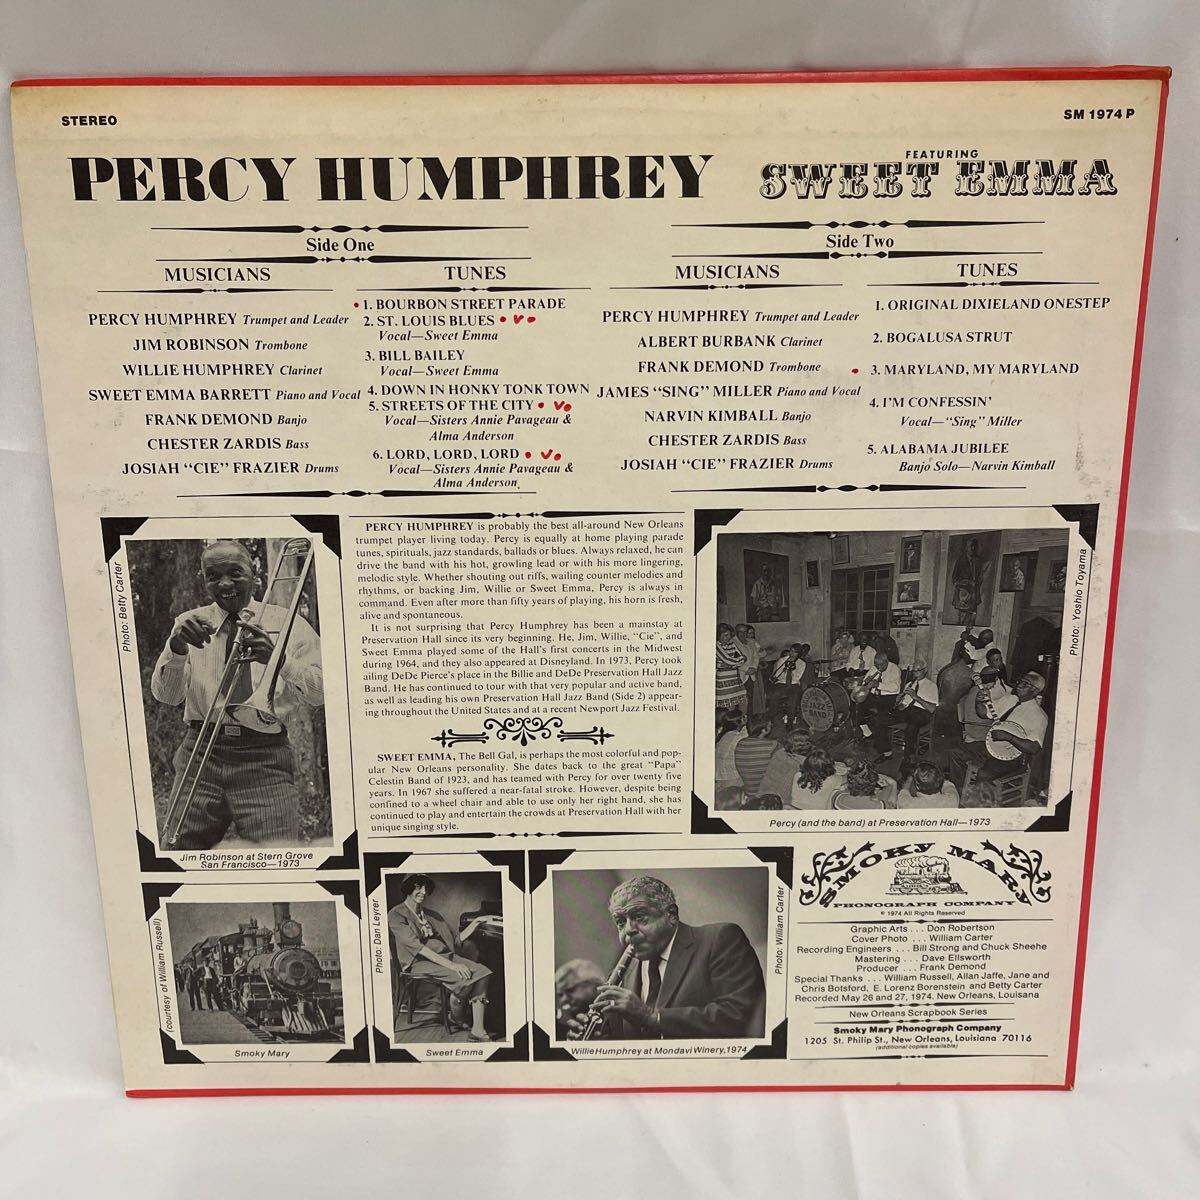 STEREO
SM 1974 P
PERCY HUMPHREY
FEATURING
SWEET EMMA
Side One
MUSICIANS
PERCY HUMPHREY Trumpet and Leader
JIM ROBINSON Trombone
WILLIE HUMPHREY Clarinet
SWEET EMMA BARRETT Piano and Vocal
FRANK DEMOND Banjo
CHESTER ZARDIS Bass
JOSIAH “CIE” FRAZIER Drums
TUNES
1. BOURBON STREET PARADE
2. ST. LOUIS BLUES
Vocal—Sweet Emma
3. BILL BAILEY
Vocal—Sweet Emma
4. DOWN IN HONKY TONK TOWN
5. STREETS OF THE CITY
Vocal—Sisters Annie Pavageau &
Alma Anderson
6. LORD, LORD, LORD
Vocal—Sisters Annie Pavageau &
Alma Anderson
Side Two
MUSICIANS
PERCY HUMPHREY Trumpet and Leader
ALBERT BURBANK Clarinet
FRANK DEMOND Trombone
JAMES “SING” MILLER Piano and Vocal
NARVIN KIMBALL Banjo
CHESTER ZARDIS Bass
JOSIAH “CIE” FRAZIER Drums
TUNES
1. ORIGINAL DIXIELAND ONESTEP
2. BOGALUSA STRUT
3. MARYLAND, MY MARYLAND
4. I’M CONFESSIN’
Vocal—“Sing” Miller
5. ALABAMA JUBILEE
Banjo Solo—Narvin Kimball
Photo: Betty Carter
Jim Robinson at Stern Grove
San Francisco—1973
PERCY HUMPHREY is probably the best all-around New Orleans
trumpet player living today. Percy is equally at home playing parade
tunes, spirituals, jazz standards, ballads or blues. Always relaxed, he can
drive the band with his hot, growling lead or with his more lingering,
melodic style. Whether shouting out riffs, wailing counter melodies and
rhythms, or backing Jim, Willie or Sweet Emma, Percy is always in
command. Even after more than fifty years of playing, his horn is fresh,
alive and spontaneous.
It is not surprising that Percy Humphrey has been a mainstay at
Preservation Hall since its very beginning. He, Jim, Willie, “Cie”, and
Sweet Emma played some of the Hall’s first concerts in the Midwest
during 1964, and they also appeared at Disneyland. In 1973, Percy took
ailing DeDe Pierce’s place in the Billie and DeDe Preservation Hall Jazz
Band. He has continued to tour with that very popular and active band,
as well as leading his own Preservation Hall Jazz Band (Side 2) appear-
ing throughout the United States and at a recent Newport Jazz Festival.
SWEET EMMA, The Bell Gal, is perhaps the most colorful and pop-
ular New Orleans personality. She dates back to the great “Papa”
Celestin Band of 1923, and has teamed with Percy for over twenty five
years. In 1967 she suffered a near-fatal stroke. However, despite being
confined to a wheel chair and able to use only her right hand, she has
continued to play and entertain the crowds at Preservation Hall with her
unique singing style.
JAZZ
BAND
Photo: Yoshio Toyama
Percy (and the band) at Preservation Hall—1973
(courtesy of William Russell)
Smoky Mary
Photo: Dan Leyrer
Sweet Emma
Photo: William Carter
Willie Humphrey at Mondavi Winery, 1974
SMOKY MARY
PHONOGRAPH COMPANY
© 1974 All Rights Reserved
Graphic Arts . . . Don Robertson
Cover Photo . . . William Carter
Recording Engineers . . . Bill Strong and Chuck Sheehe
Mastering . . . Dave Ellsworth
Producer . . . Frank Demond
Special Thanks . . . William Russell, Allan Jaffe, Jane and
Chris Botsford, E. Lorenz Borenstein and Betty Carter
Recorded May 26 and 27, 1974. New Orleans, Louisiana
New Orleans Scrapbook Series
Smoky Mary Phonograph Company
1205 St. Philip St., New Orleans, Louisiana 70116
(additional copies available)